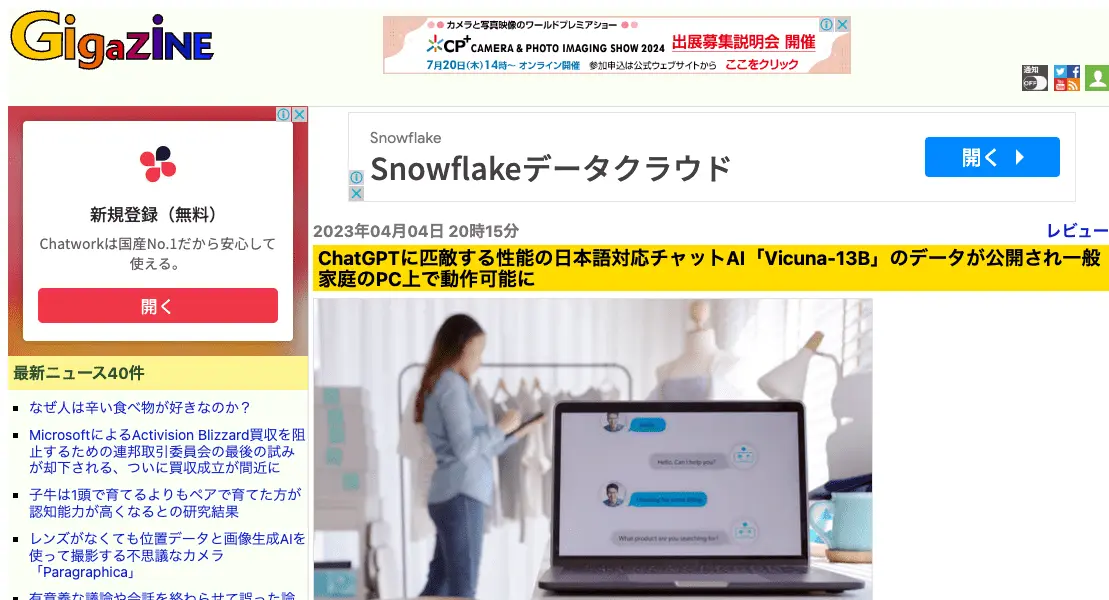 GIGAZINE
カメラと写真映像のワールドプレミアショー
CP+ CAMERA & PHOTO IMAGING SHOW 2024 出展募集説明会 開催
7月20日(木)14時〜 オンライン開催 参加申込は公式ウェブサイトから ここをクリック
通知
OFF
新規登録（無料）
Chatworkは国産No.1だから安心して
使える。
開く
Snowflake
Snowflakeデータクラウド
開く
2023年04月04日 20時15分
レビュー
ChatGPTに匹敵する性能の日本語対応チャットAI「Vicuna-13B」のデータが公開され一般
家庭のPC上で動作可能に
Hello, Can I help you?
What product are you searching for?
最新ニュース40件
なぜ人は辛い食べ物が好きなのか？
MicrosoftによるActivision Blizzard買収を阻
止するための連邦取引委員会の最後の試み
が却下される、ついに買収成立が間近に
子牛は1頭で育てるよりもペアで育てた方が
認知能力が高くなるとの研究結果
レンズがなくても位置データと画像生成AIを
使って撮影する不思議なカメラ
「Paragraphica」
有意義な議論や会話を終わらせて誤った論